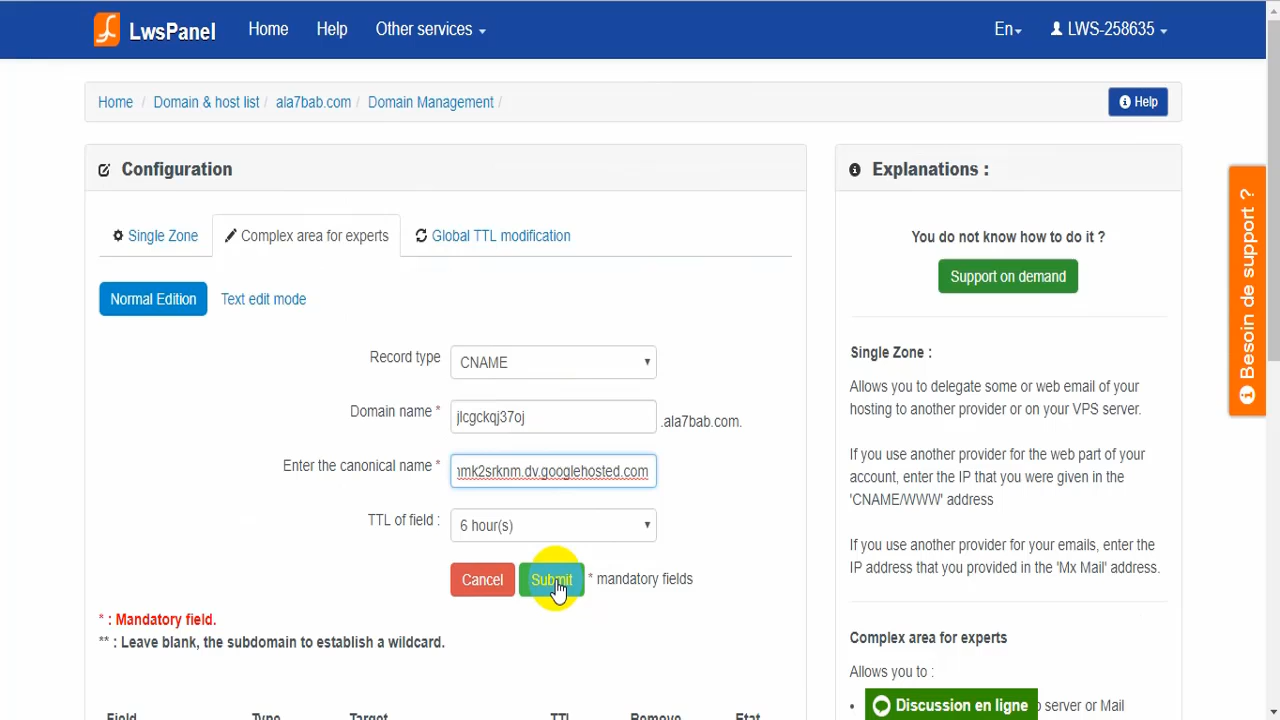 LwsPanel Home Help Other services En LWS-258635
Home / Domain & host list / ala7bab.com / Domain Management /
Help
Configuration
Single Zone Complex area for experts Global TTL modification
Normal Edition Text edit mode
Record type CNAME
Domain name * jlcgckqj37oj .ala7bab.com.
Enter the canonical name * mk2srknm.dv.googlehosted.com
TTL of field : 6 hour(s)
Cancel Submit * mandatory fields
* : Mandatory field.
** : Leave blank, the subdomain to establish a wildcard.
Field Type Target TTL Remove Etat
Explanations :
You do not know how to do it ?
Support on demand
Single Zone :
Allows you to delegate some or web email of your
hosting to another provider or on your VPS server.
If you use another provider for the web part of your
account, enter the IP that you were given in the
'CNAME/WWW' address
If you use another provider for your emails, enter the
IP address that you provided in the 'Mx Mail' address.
Complex area for experts
Allows you to :
server or Mail
Discussion en ligne
Besoin de support ?